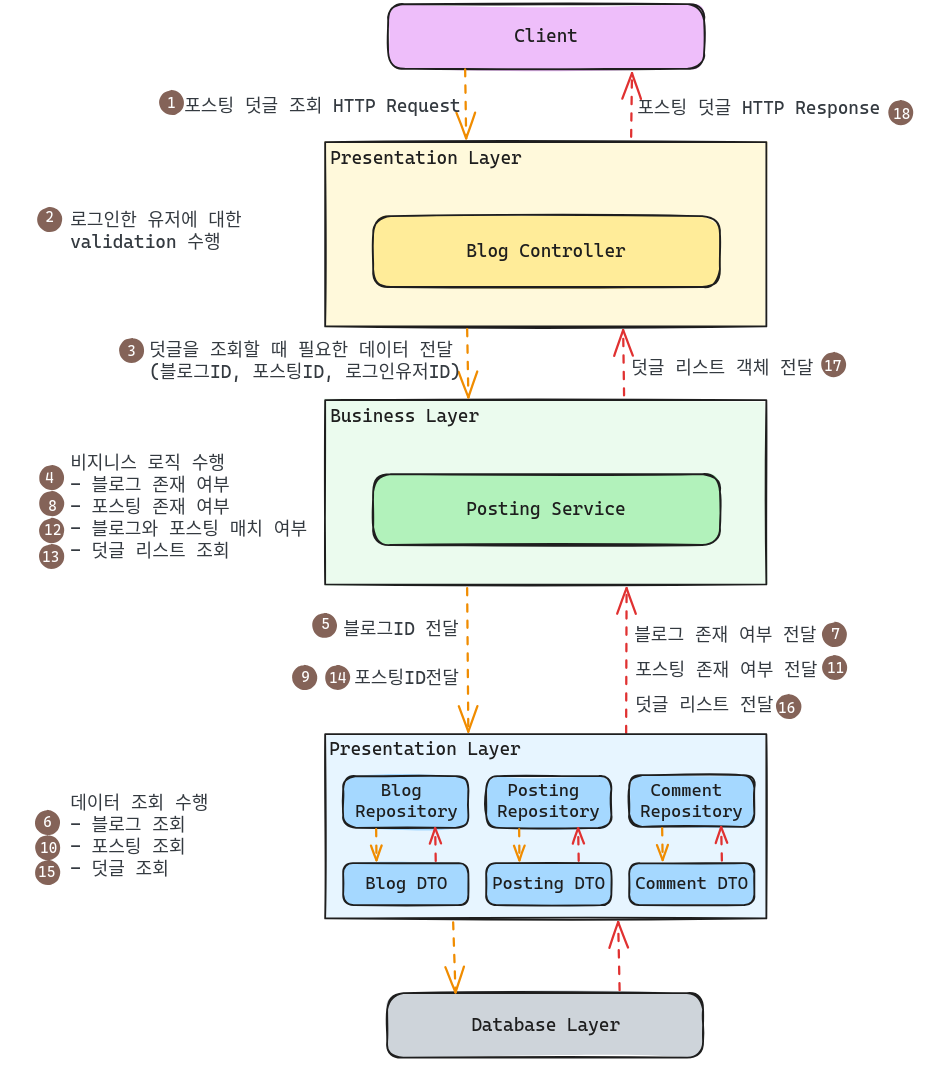 Client
1 포스팅 덧글 조회 HTTP Request
포스팅 덧글 HTTP Response 18
Presentation Layer
2 로그인한 유저에 대한
validation 수행
Blog Controller
3 덧글을 조회할 때 필요한 데이터 전달
(블로그ID, 포스팅ID, 로그인유저ID)
덧글 리스트 객체 전달 17
Business Layer
비지니스 로직 수행
4 - 블로그 존재 여부
8 - 포스팅 존재 여부
12 - 블로그와 포스팅 매치 여부
13 - 덧글 리스트 조회
Posting Service
5 블로그ID 전달
9 14 포스팅ID전달
블로그 존재 여부 전달 7
포스팅 존재 여부 전달 11
덧글 리스트 전달 16
Presentation Layer
데이터 조회 수행
6 - 블로그 조회
10 - 포스팅 조회
15 - 덧글 조회
Blog
Repository
Posting
Repository
Comment
Repository
Blog DTO
Posting DTO
Comment DTO
Database Layer